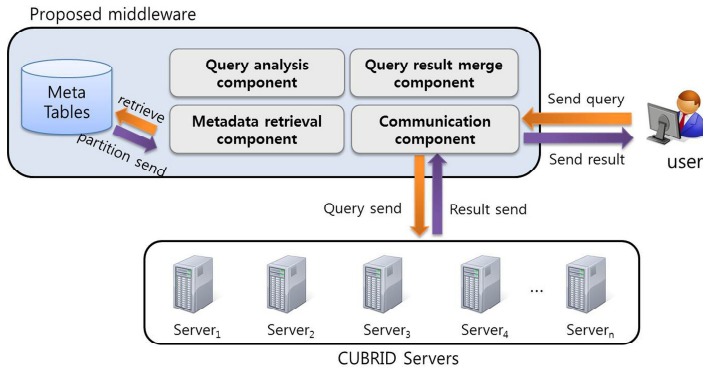 Proposed middleware
Meta
Tables
retrieve
partition send
Query analysis
component
Query result merge
component
Metadata retrieval
component
Communication
component
Send query
Send result
user
Query send
Result send
Server1
Server2
Server3
Server4
...
Servern
CUBRID Servers